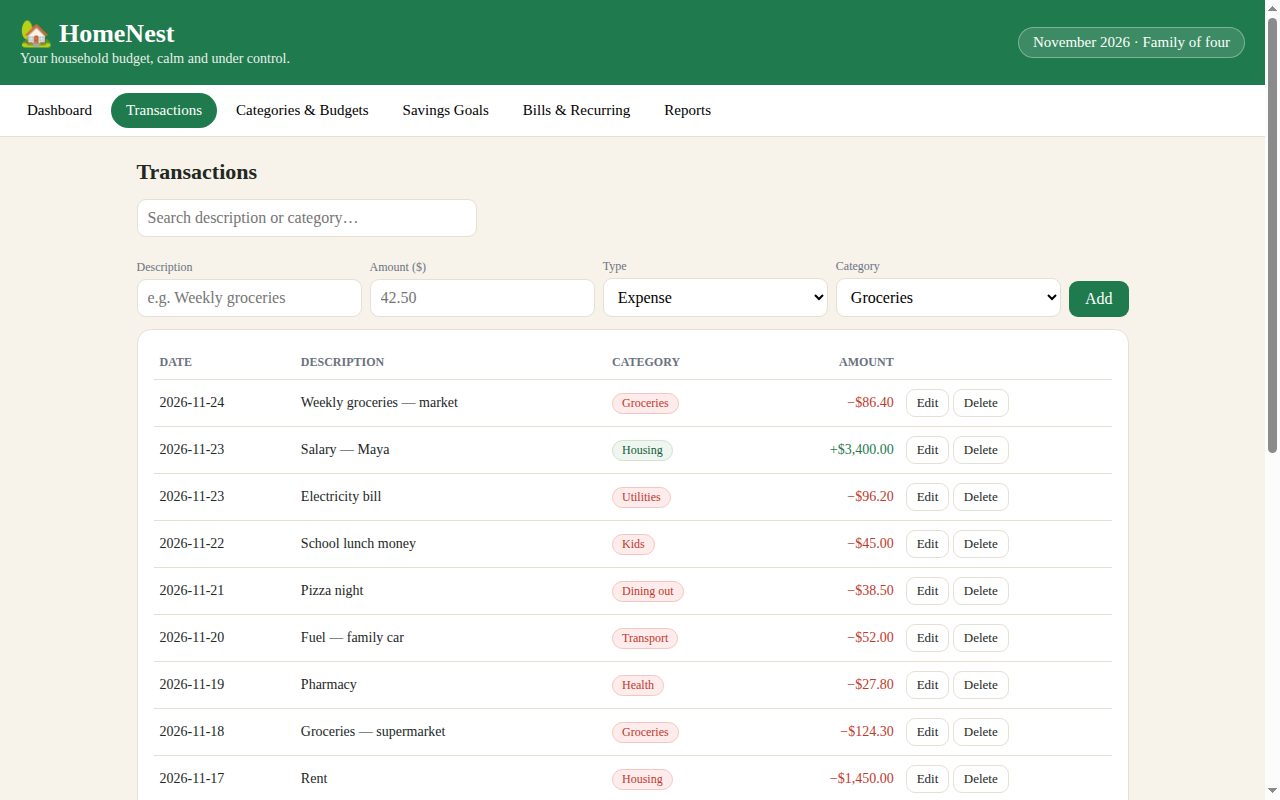 🏡 HomeNest
Your household budget, calm and under control.
November 2026 · Family of four
Dashboard Transactions Categories & Budgets Savings Goals Bills & Recurring Reports
Transactions
Search description or category…
Description Amount ($) Type Category
e.g. Weekly groceries 42.50 Expense Groceries Add
DATE DESCRIPTION CATEGORY AMOUNT
2026-11-24 Weekly groceries — market Groceries −$86.40 Edit Delete
2026-11-23 Salary — Maya Housing +$3,400.00 Edit Delete
2026-11-23 Electricity bill Utilities −$96.20 Edit Delete
2026-11-22 School lunch money Kids −$45.00 Edit Delete
2026-11-21 Pizza night Dining out −$38.50 Edit Delete
2026-11-20 Fuel — family car Transport −$52.00 Edit Delete
2026-11-19 Pharmacy Health −$27.80 Edit Delete
2026-11-18 Groceries — supermarket Groceries −$124.30 Edit Delete
2026-11-17 Rent Housing −$1,450.00 Edit Delete